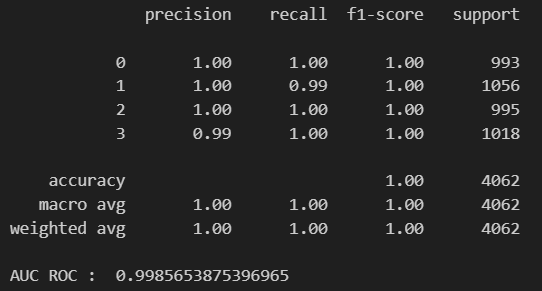 precision recall f1-score support
0 1.00 1.00 1.00 993
1 1.00 0.99 1.00 1056
2 1.00 1.00 1.00 995
3 0.99 1.00 1.00 1018
accuracy 1.00 4062
macro avg 1.00 1.00 1.00 4062
weighted avg 1.00 1.00 1.00 4062
AUC ROC : 0.9985653875396965